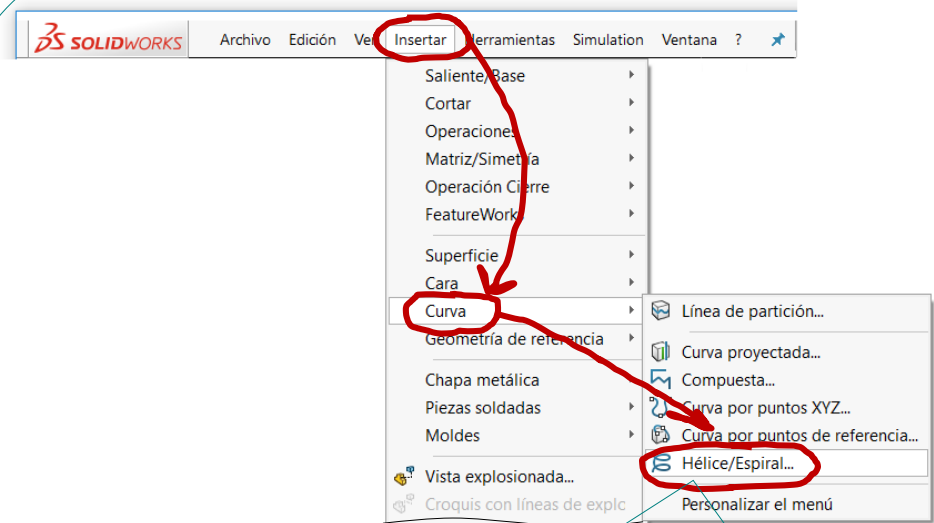 SOLIDWORKS Archivo Edición Ver Insertar Herramientas Simulation Ventana ?
Saliente/Base
Cortar
Operaciones
Matriz/Simetría
Operación Cierre
FeatureWorks
Superficie
Cara
Curva
Geometría de referencia
Chapa metálica
Piezas soldadas
Moldes
Vista explosionada...
Croquis con líneas de explo
Línea de partición...
Curva proyectada...
Compuesta...
Curva por puntos XYZ...
Curva por puntos de referencia...
Hélice/Espiral...
Personalizar el menú